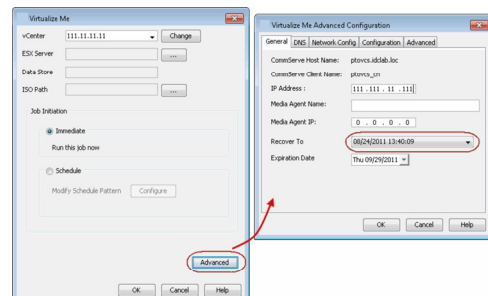 Virtualize Me
vCenter 111.11.11.11 Change
ESX Server ...
Data Store
ISO Path ...
Job Initiation
Immediate
Run this job now
Schedule
Modify Schedule Pattern Configure
Advanced
OK Cancel Help
Virtualize Me Advanced Configuration
General DNS Network Config Configuration Advanced
CommServe Host Name: ptovcs.idclab.loc
CommServe Client Name: ptovcs_cn
IP Address : 111 . 111 . 11 . 111
Media Agent Name:
Media Agent IP: 0 . 0 . 0 . 0
Recover To 08/24/2011 13:40:09
Expiration Date Thu 09/29/2011
OK Cancel Help